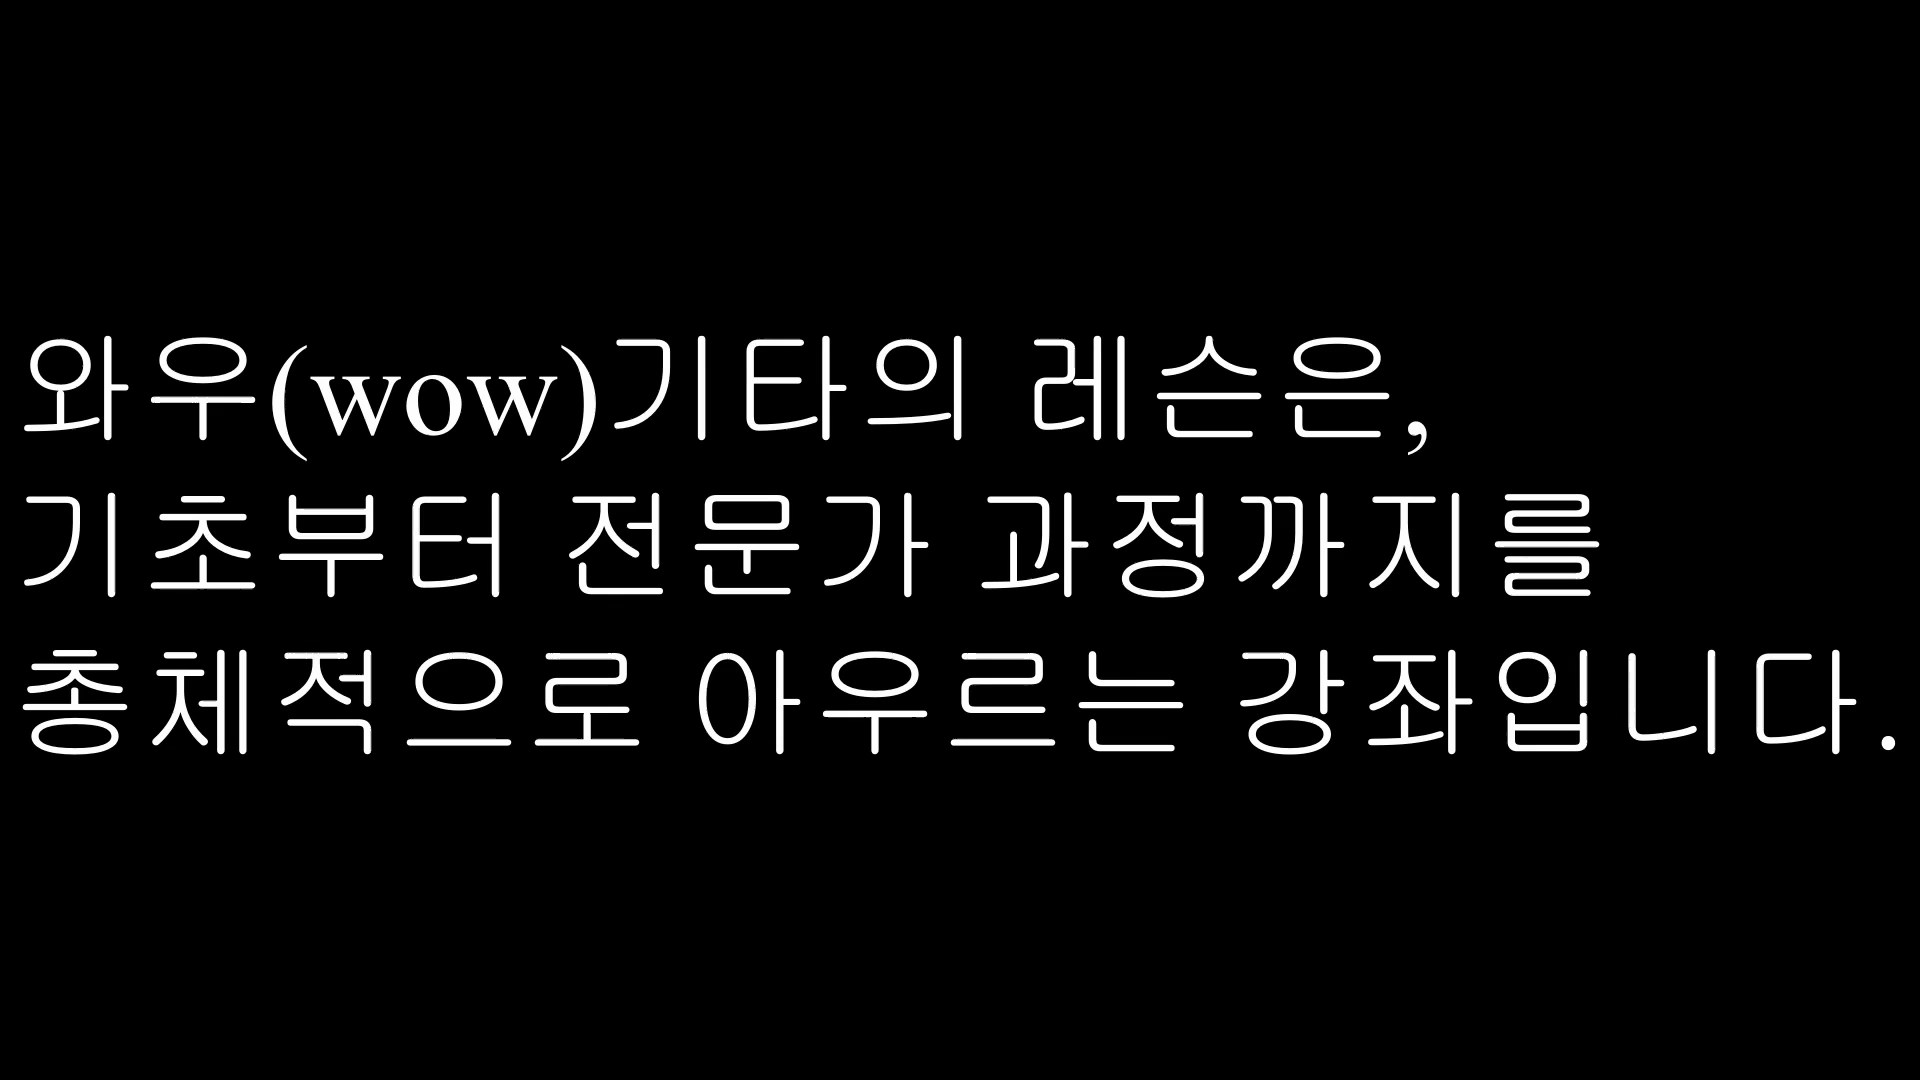 와우(wow)기타의 레슨은,
기초부터 전문가 과정까지를
총체적으로 아우르는 강좌입니다.